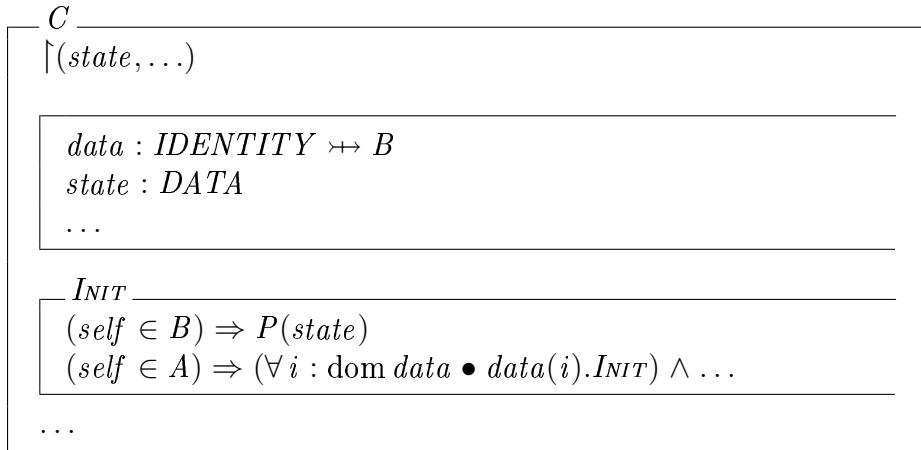 C
↾(state, . . .)
data : IDENTITY ⤕ B
state : DATA
. . .
INIT
(self ∈ B) ⇒ P(state)
(self ∈ A) ⇒ (∀ i : dom data • data(i).INIT) ∧ . . .
. . .